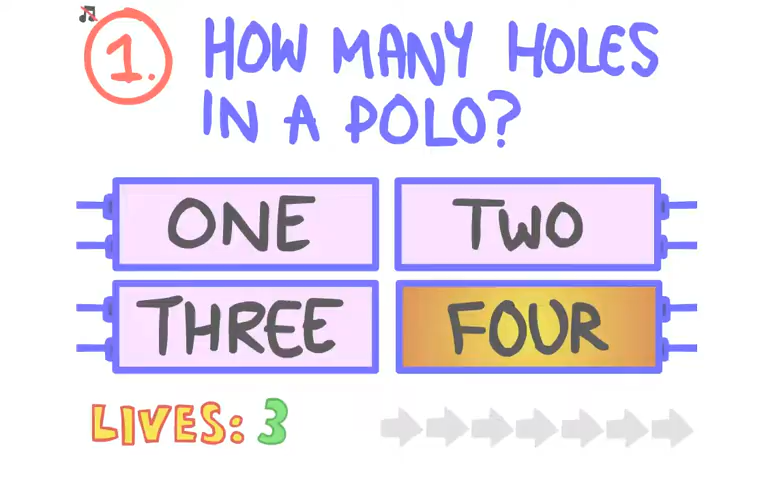 1. HOW MANY HOLES
IN A POLO?
ONE
TWO
THREE
FOUR
LIVES: 3